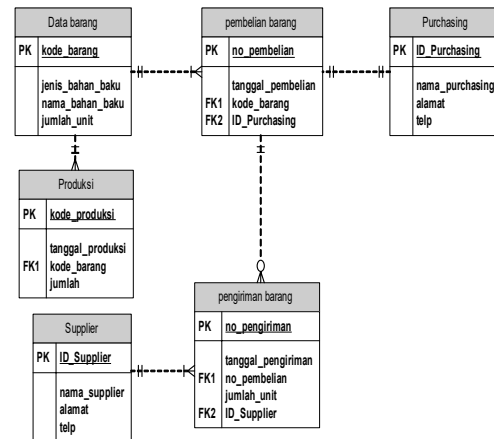 Data barang
PK kode_barang
jenis_bahan_baku
nama_bahan_baku
jumlah_unit
pembelian barang
PK no_pembelian
tanggal_pembelian
FK1 kode_barang
FK2 ID_Purchasing
Purchasing
PK ID_Purchasing
nama_purchasing
alamat
telp
Produksi
PK kode_produksi
tanggal_produksi
FK1 kode_barang
jumlah
pengiriman barang
PK no_pengiriman
tanggal_pengiriman
FK1 no_pembelian
jumlah_unit
FK2 ID_Supplier
Supplier
PK ID_Supplier
nama_supplier
alamat
telp